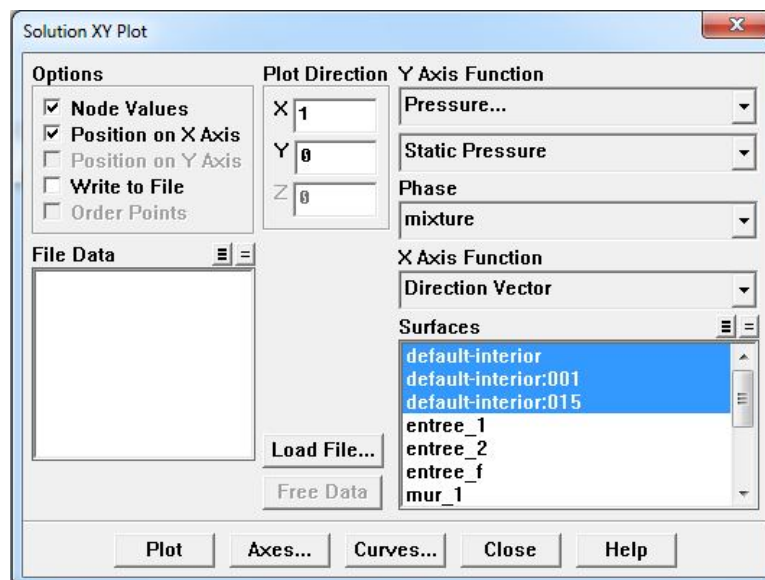 Solution XY Plot
Options
Node Values
Position on X Axis
Position on Y Axis
Write to File
Order Points
Plot Direction
X 1
Y 0
Z 0
Y Axis Function
Pressure...
Static Pressure
Phase
mixture
X Axis Function
Direction Vector
File Data
Surfaces
default-interior
default-interior:001
default-interior:015
entree_1
entree_2
entree_f
mur_1
Load File...
Free Data
Plot
Axes...
Curves...
Close
Help